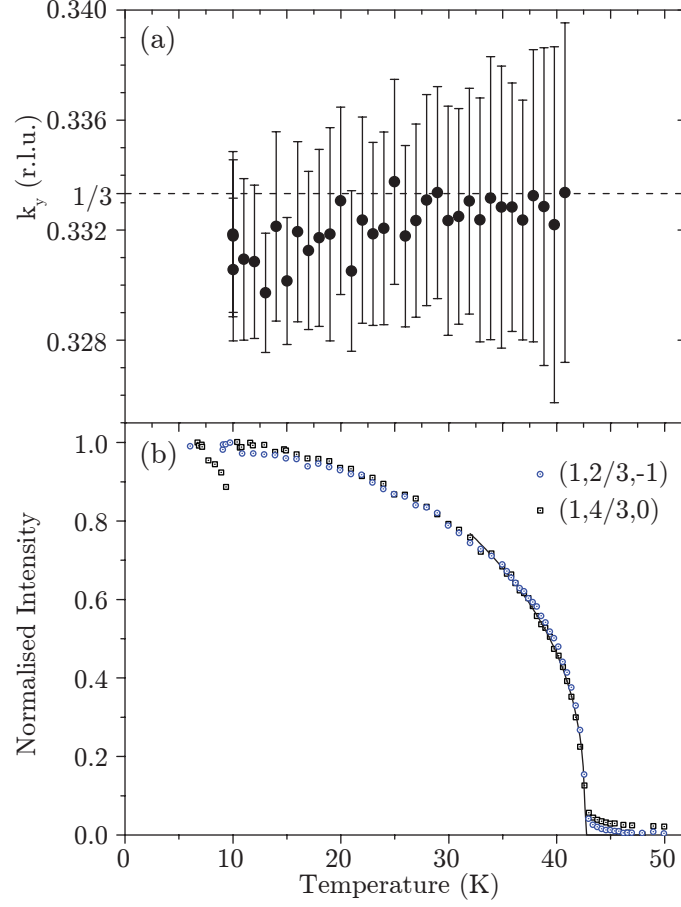 0.340
(a)
0.336
1/3
0.332
0.328
k_y (r.l.u.)
1.0
(b)
(1,2/3,-1)
(1,4/3,0)
0.8
0.6
0.4
0.2
0.0
Normalised Intensity
0 10 20 30 40 50
Temperature (K)